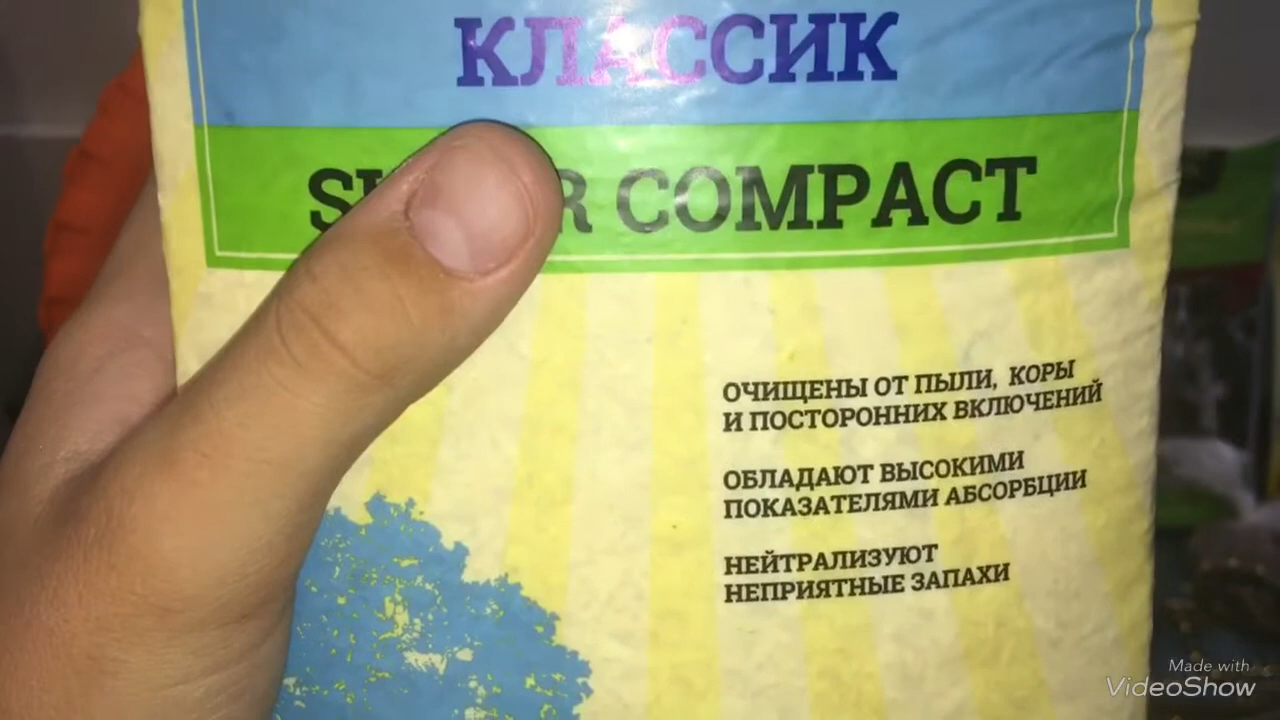 КЛАССИК
COMPACT
ОЧИЩЕНЫ ОТ ПЫЛИ, КОРЫ
И ПОСТОРОННИХ ВКЛЮЧЕНИЙ
ОБЛАДАЮТ ВЫСОКИМИ
ПОКАЗАТЕЛЯМИ АБСОРБЦИИ
НЕЙТРАЛИЗУЮТ
НЕПРИЯТНЫЕ ЗАПАХИ
Made with
VideoShow